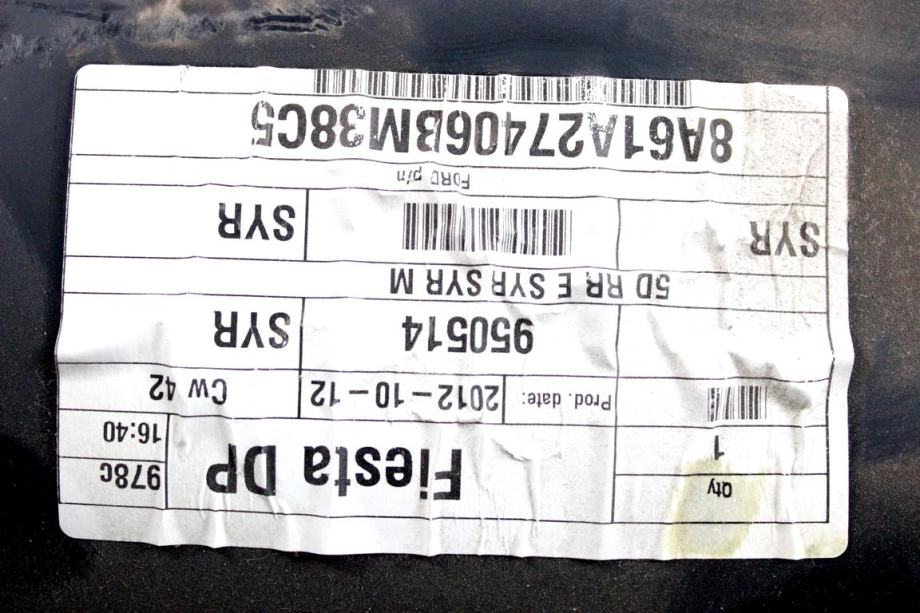 Qty
1
Fiesta DP
978c
16:40
Prod. date: 2012-10-12 Cw 42
950514 SYR
5D RR E SYR SYR M
SYR SYR
FORD p/n
8A61A27406BM38C5